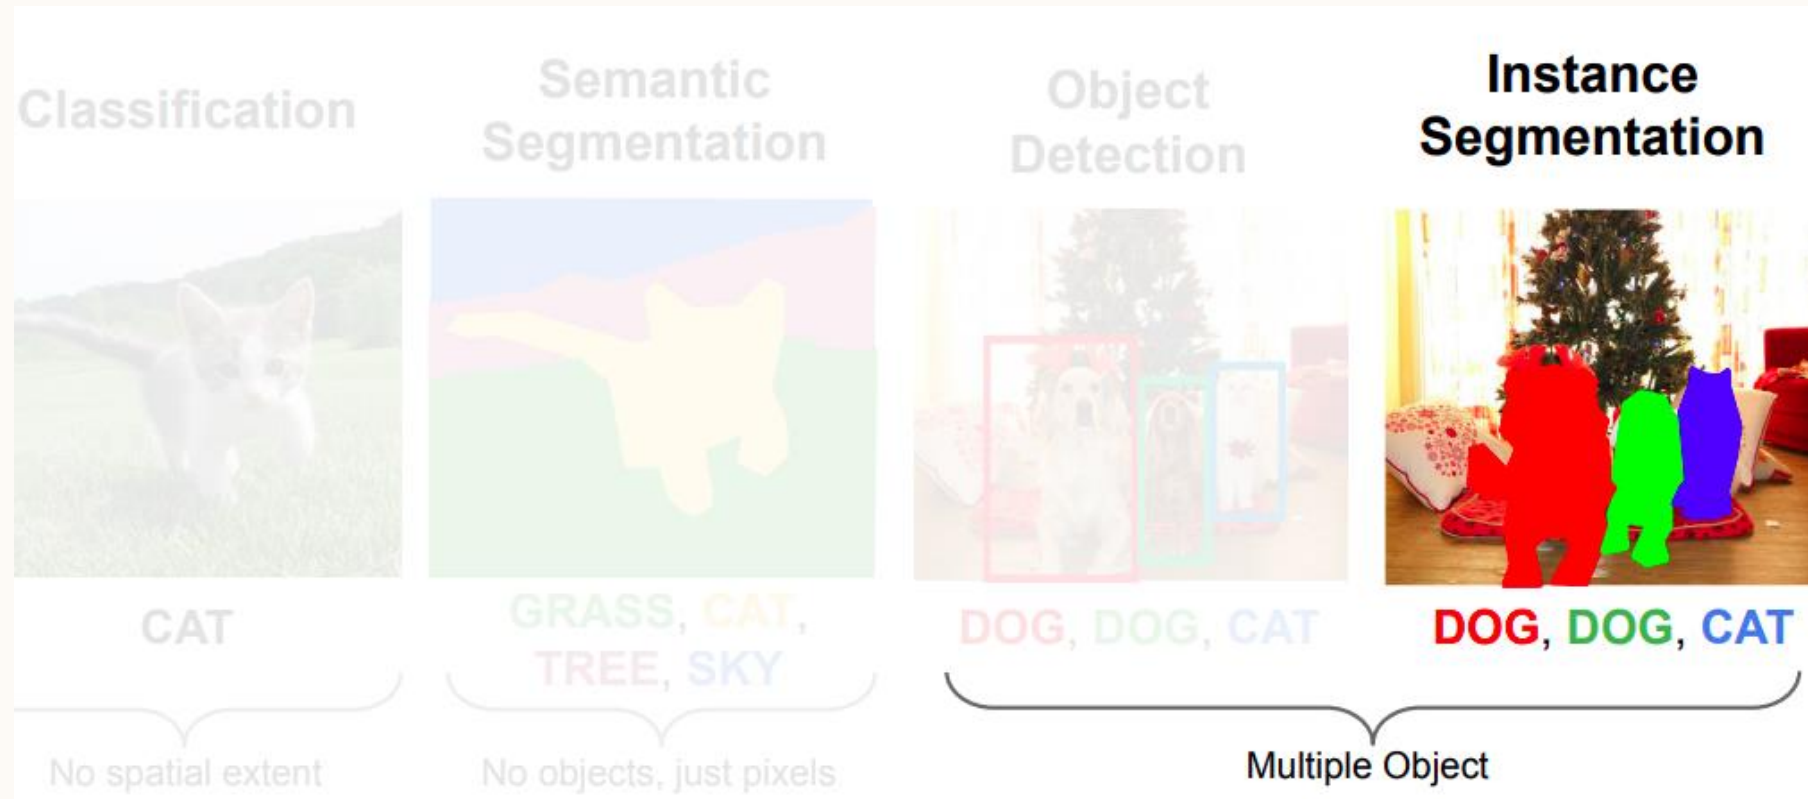 Classification
Semantic
Segmentation
Object
Detection
Instance
Segmentation
CAT
GRASS, CAT,
TREE, SKY
DOG, DOG, CAT
DOG, DOG, CAT
No spatial extent
No objects, just pixels
Multiple Object